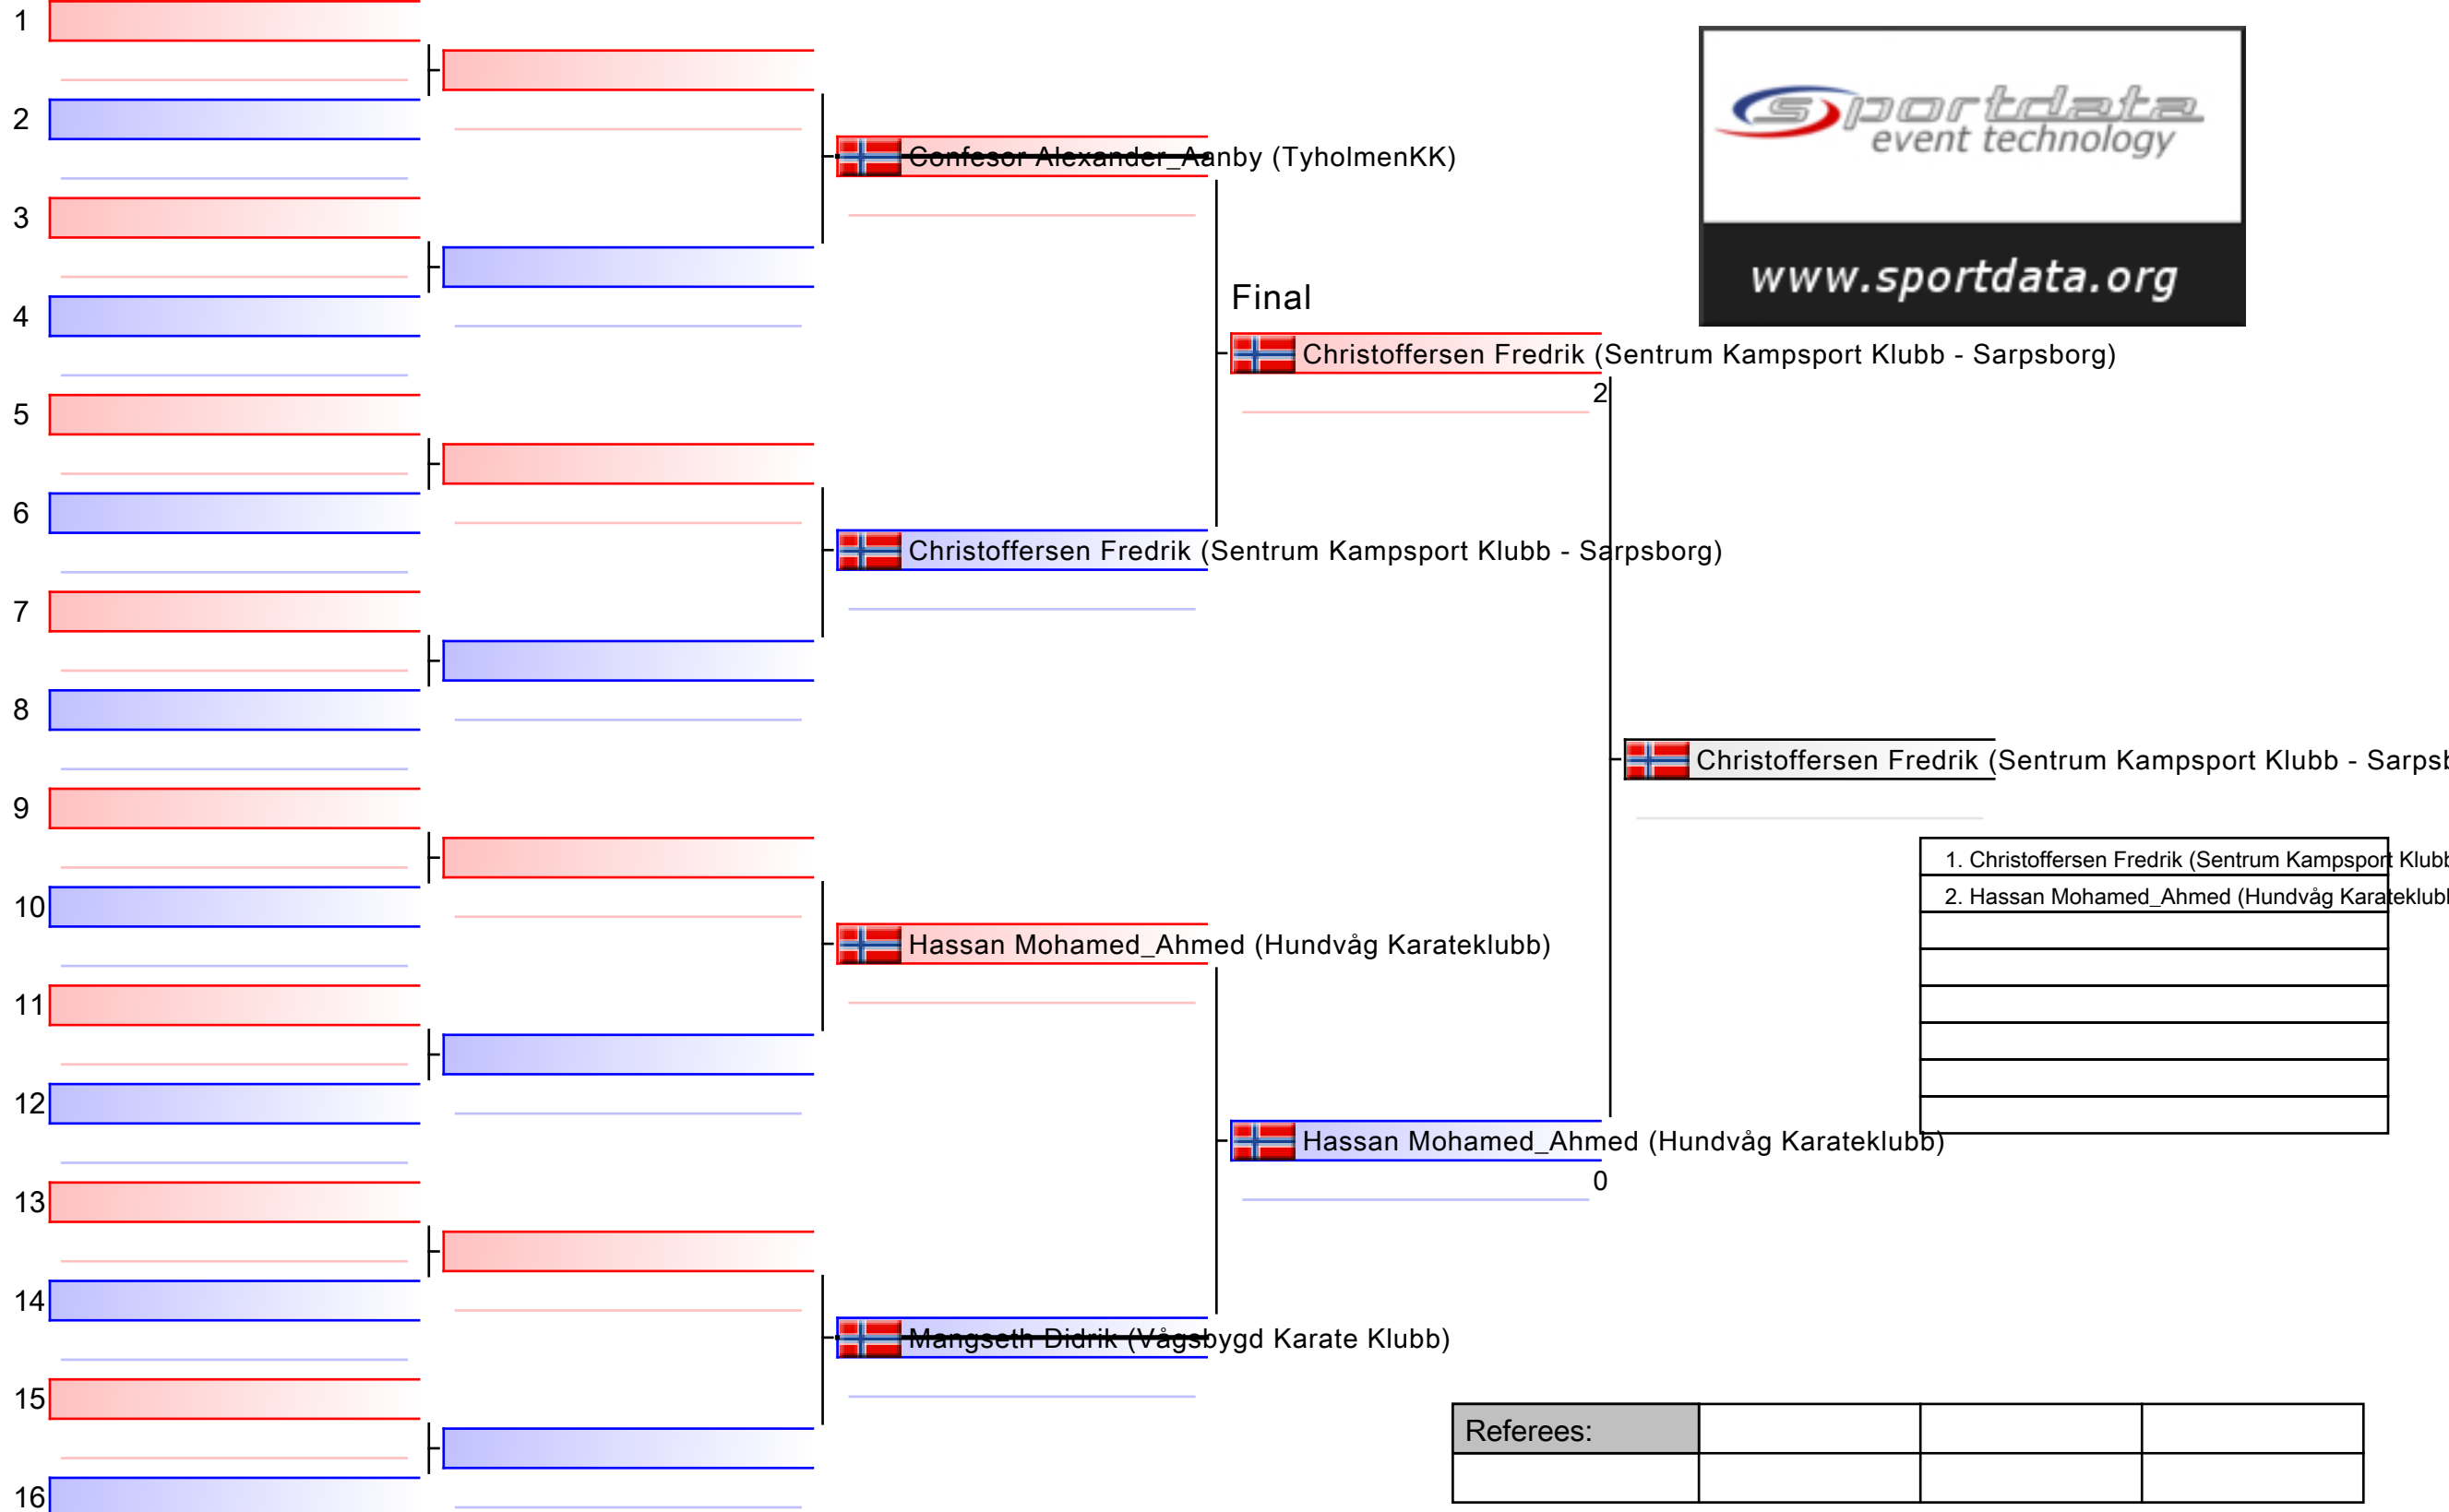 1
2
3
4
5
6
7
8
9
10
11
12
13
14
15
16
Confesor Alexander_Aanby (TyholmenKK)
Christoffersen Fredrik (Sentrum Kampsport Klubb - Sarpsborg)
Hassan Mohamed_Ahmed (Hundvåg Karateklubb)
Mangseth Didrik (Vågsbygd Karate Klubb)
Final
Christoffersen Fredrik (Sentrum Kampsport Klubb - Sarpsborg)
2
Hassan Mohamed_Ahmed (Hundvåg Karateklubb)
0
sportdata
event technology
www.sportdata.org
Christoffersen Fredrik (Sentrum Kampsport Klubb - Sarpsb
1. Christoffersen Fredrik (Sentrum Kampsport Klubb
2. Hassan Mohamed_Ahmed (Hundvåg Karateklubb
Referees: